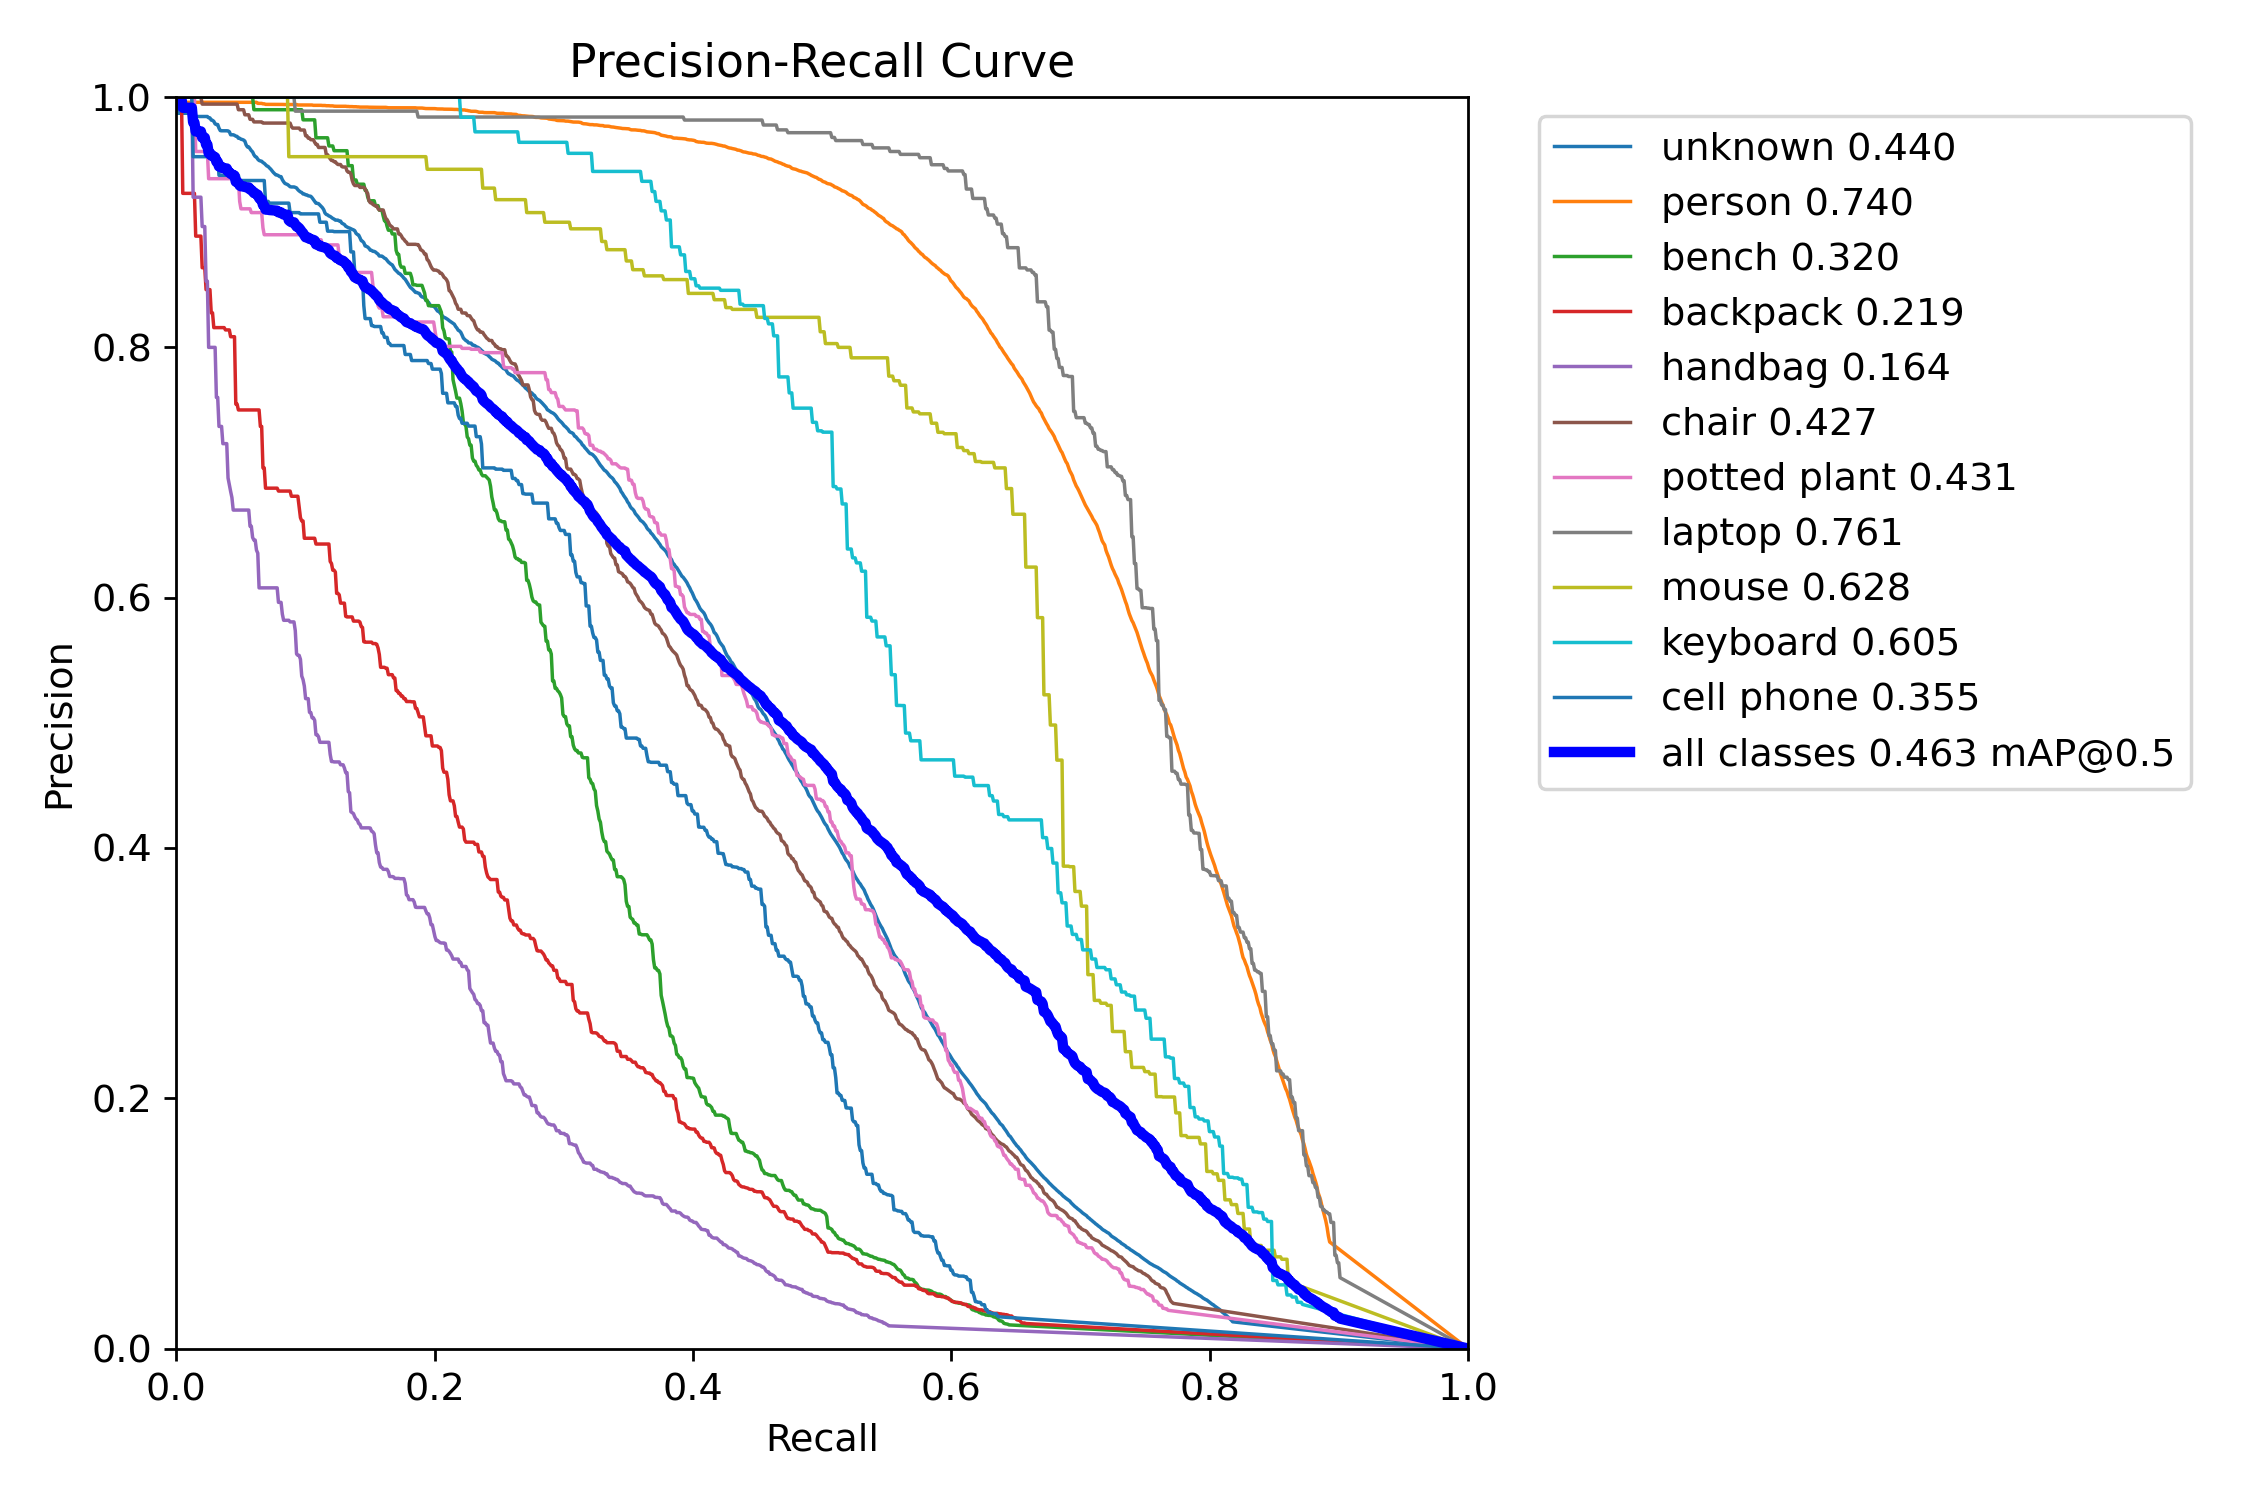 Precision-Recall Curve
1.0
0.8
0.6
0.4
0.2
0.0
Precision
0.0 0.2 0.4 0.6 0.8 1.0
Recall
unknown 0.440
person 0.740
bench 0.320
backpack 0.219
handbag 0.164
chair 0.427
potted plant 0.431
laptop 0.761
mouse 0.628
keyboard 0.605
cell phone 0.355
all classes 0.463 mAP@0.5